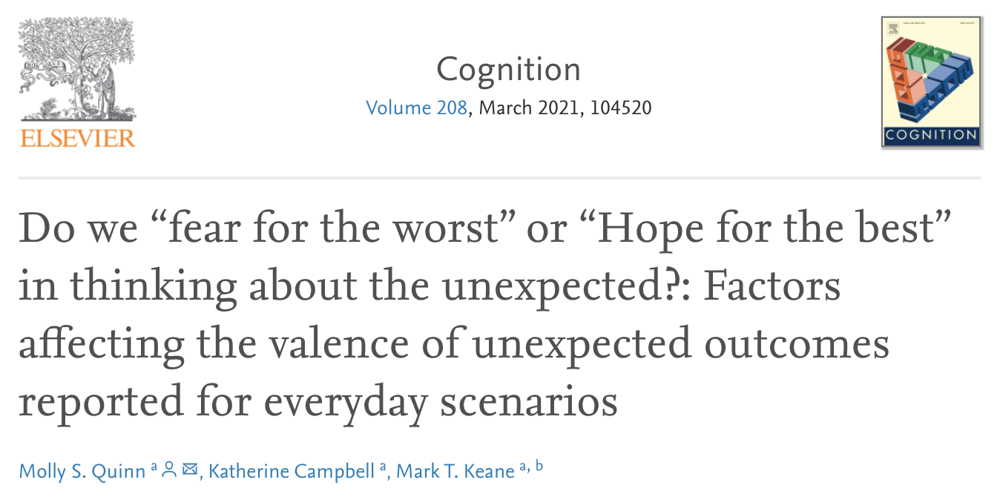 ELSEVIER
Cognition
Volume 208, March 2021, 104520
COGNITION
Do we “fear for the worst” or “Hope for the best”
in thinking about the unexpected?: Factors
affecting the valence of unexpected outcomes
reported for everyday scenarios
Molly S. Quinn a, Katherine Campbell a, Mark T. Keane a, b